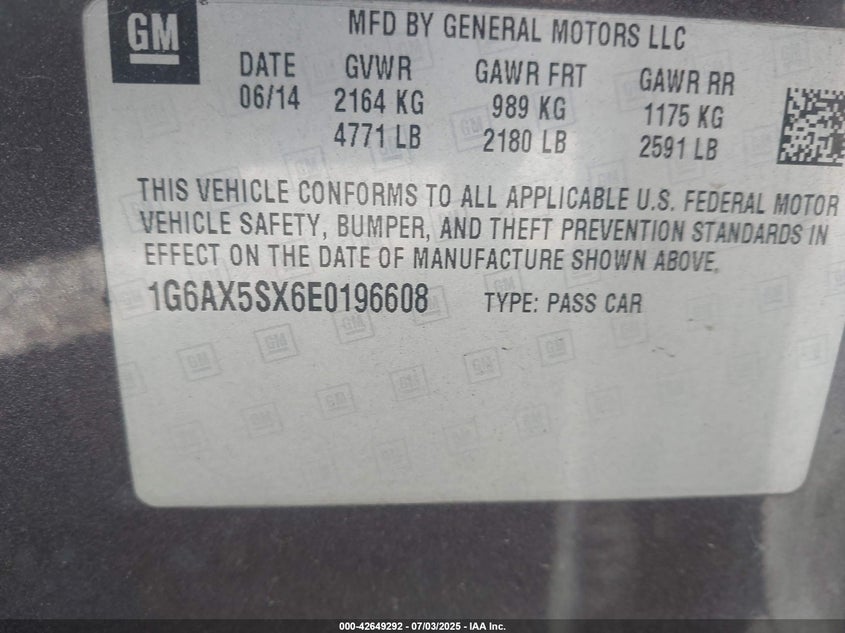 GM
MFD BY GENERAL MOTORS LLC
DATE GVWR GAWR FRT GAWR RR
06/14 2164 KG 989 KG 1175 KG
4771 LB 2180 LB 2591 LB
THIS VEHICLE CONFORMS TO ALL APPLICABLE U.S. FEDERAL MOTOR
VEHICLE SAFETY, BUMPER, AND THEFT PREVENTION STANDARDS IN
EFFECT ON THE DATE OF MANUFACTURE SHOWN ABOVE.
1G6AX5SX6E0196608 TYPE: PASS CAR
000-42649292 - 07/03/2025 - IAA Inc.